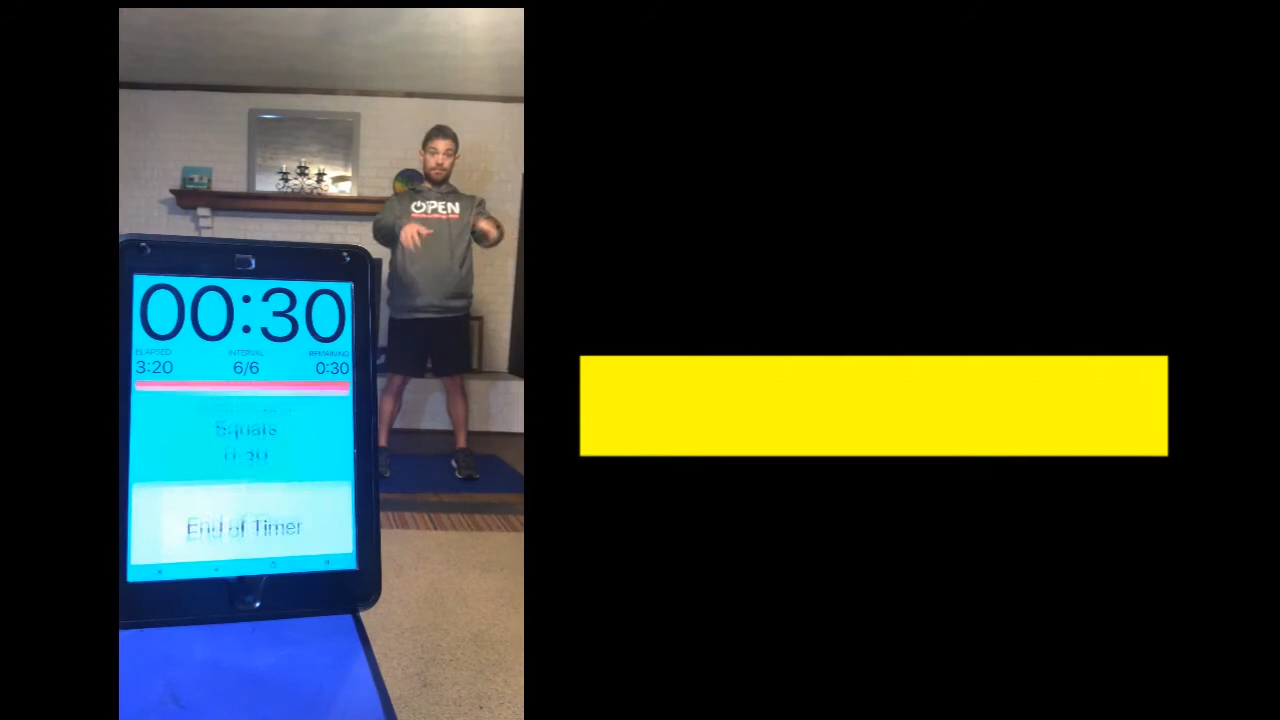 OPEN
00:30
ELAPSED INTERVAL REMAINING
3:20 6/6 0:30
Squats
End of Timer